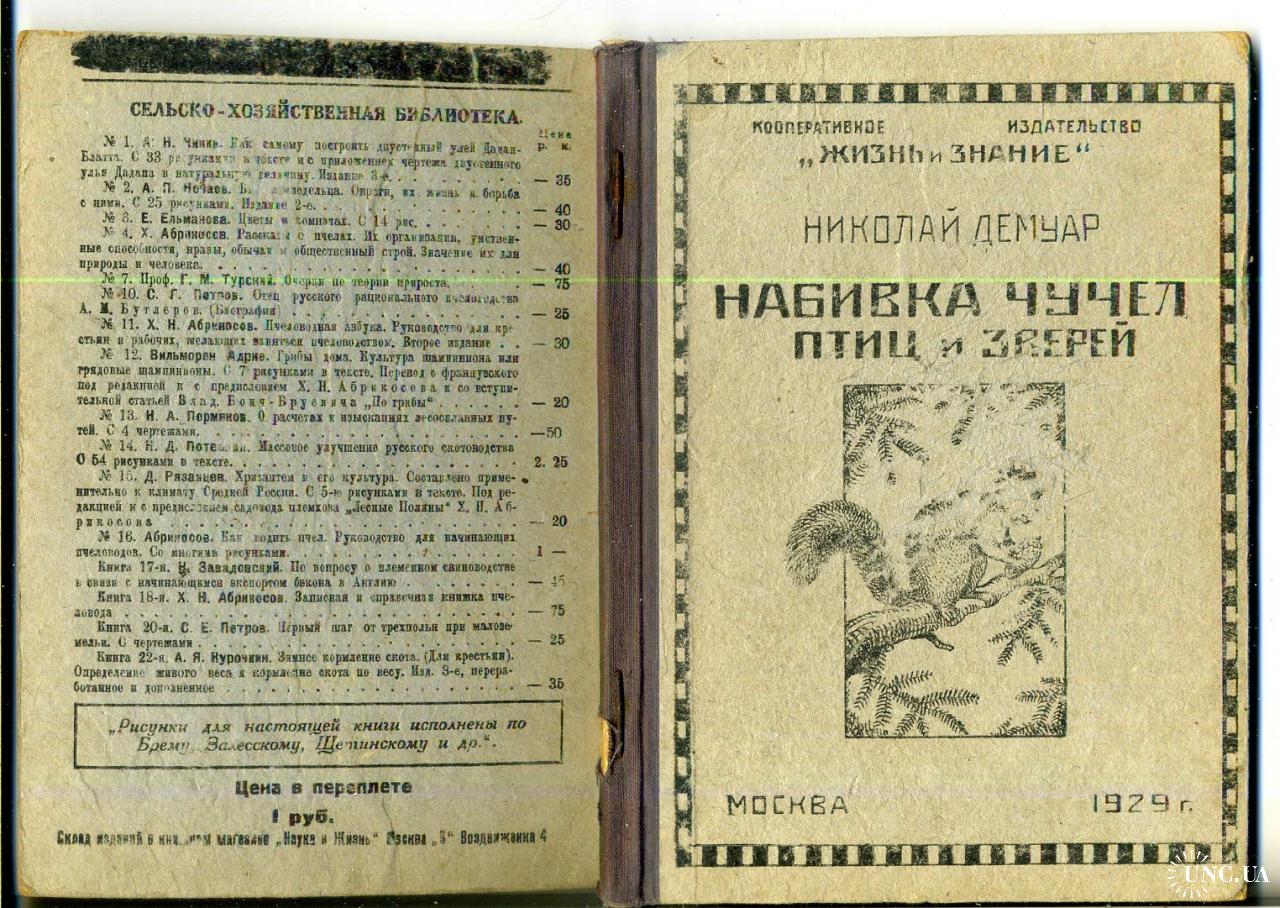 СЕЛЬСКО-ХОЗЯЙСТВЕННАЯ БИБЛИОТЕКА.
Цена
р. к.
№ 1. А. Н. Чинин. Как самому построить двустенный улей Дадан-
Блатта. С 33 рисунками в тексте и с приложением чертежа двустенного
улья Дадана в натуральную величину. Издание 3-е. — 35
№ 2. А. П. Нечаев. Овраги, их жизнь и борьба
с ними. С 25 рисунками. Издание 2-е. — 40
№ 3. Е. Ельманова. Цветы в комнатах. С 14 рис. — 30
№ 4. Х. Абрикосов. Рассказы о пчелах. Их организация, умствен-
ные способности, нравы, обычаи и общественный строй. Значение их для
природы и человека. — 40
№ 7. Проф. Г. М. Турский. Очерки по теории прироста. — 75
№ 10. С. Г. Петров. Отец русского рационального пчеловодства
А. М. Бутлеров. (Биография) — 25
№ 11. Х. Н. Абрикосов. Пчеловодная азбука. Руководство для кре-
стьян и рабочих, желающих заняться пчеловодством. Второе издание — 30
№ 12. Вильморан Адрие. Грибы дома. Культура шампиниона или
грядовые шампинионы. С 7 рисунками в тексте. Перевод с французского
под редакцией и с предисловием Х. Н. Абрикосова и со вступи-
тельной статьей Влад. Бонч-Бруевича „По грибы“ — 20
№ 13. И. А. Перминов. О расчетах и изысканиях лесосплавных пу-
тей. С 4 чертежами. —50
№ 14. Н. Д. Массовое улучшение русского скотоводства
С 54 рисунками в тексте. 2. 25
№ 15. Д. Рязанцев. Хризантем и его культура. Составлено приме-
нительно к климату Средней России. С 5-ю рисунками в тексте. Под ре-
дакцией и с предисловием садовода племхоза „Лесные Поляны“ Х. Н. Аб-
рикосова — 20
№ 16. Абрикосов. Как водить пчел. Руководство для начинающих
пчеловодов. Со многими рисунками. 1 —
Книга 17-я. Завадовский. По вопросу о племенном свиноводстве
в связи с начинающимся экспортом бекона в Англию — 45
Книга 18-я. Х. Н. Абрикосов. Записная и справочная книжка пче-
ловода — 75
Книга 20-я. С. Е. Петров. Первый шаг от трехполья при малозе-
мельи. С чертежами — 25
Книга 22-я. А. Я. Курочкин. Зимнее кормление скота. (Для крестьян).
Определение живого веса и кормление скота по весу. Изд. 3-е, перера-
ботанное и дополненное — 35
„Рисунки для настоящей книги исполнены по
Брему, Залесскому, Щетинскому и др.“.
Цена в переплете
1 руб.
Склад изданий в книжном магазине „Наука и Жизнь“ Москва „9“ Воздвиженка 4
КООПЕРАТИВНОЕ ИЗДАТЕЛЬСТВО
„ЖИЗНЬ и ЗНАНИЕ“
НИКОЛАЙ ДЕМУАР
НАБИВКА ЧУЧЕЛ
ПТИЦ и ЗВЕРЕЙ
МОСКВА 1929 г.
UNC.UA